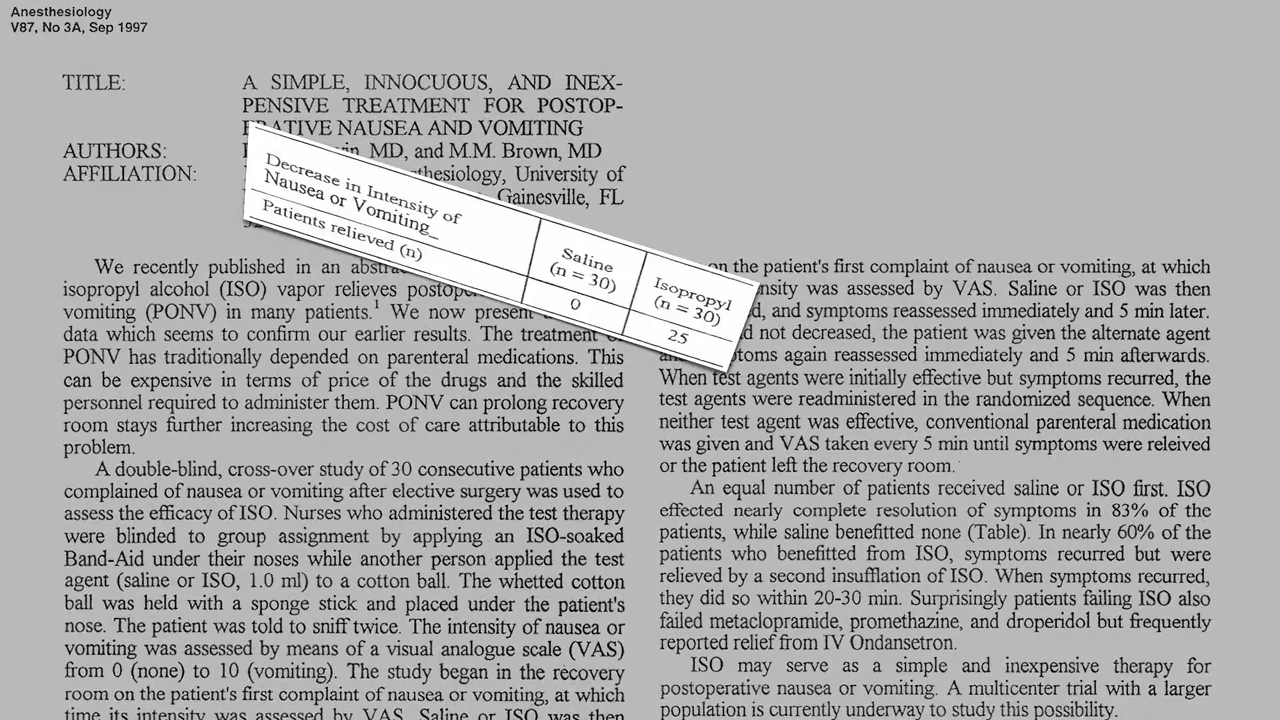 Anesthesiology
V87, No 3A, Sep 1997
TITLE: A SIMPLE, INNOCUOUS, AND INEX-
PENSIVE TREATMENT FOR POSTOP-
ERATIVE NAUSEA AND VOMITING
AUTHORS: MD, and M.M. Brown, MD
AFFILIATION: University of
Gainesville, FL
Decrease in Intensity of
Nausea or Vomiting_
Saline
(n = 30)
Isopropyl
(n = 30)
Patients relieved (n) 0 25
We recently published in an
isopropyl alcohol (ISO) vapor relieves
vomiting (PONV) in many patients.1 We now present
data which seems to confirm our earlier results. The treatment
PONV has traditionally depended on parenteral medications. This
can be expensive in terms of price of the drugs and the skilled
personnel required to administer them. PONV can prolong recovery
room stays further increasing the cost of care attributable to this
problem.
A double-blind, cross-over study of 30 consecutive patients who
complained of nausea or vomiting after elective surgery was used to
assess the efficacy of ISO. Nurses who administered the test therapy
were blinded to group assignment by applying an ISO-soaked
Band-Aid under their noses while another person applied the test
agent (saline or ISO, 1.0 ml) to a cotton ball. The whetted cotton
ball was held with a sponge stick and placed under the patient's
nose. The patient was told to sniff twice. The intensity of nausea or
vomiting was assessed by means of a visual analogue scale (VAS)
from 0 (none) to 10 (vomiting). The study began in the recovery
room on the patient's first complaint of nausea or vomiting, at which
time its intensity was assessed by VAS. Saline or ISO was then
on the patient's first complaint of nausea or vomiting, at which
was assessed by VAS. Saline or ISO was then
and symptoms reassessed immediately and 5 min later.
not decreased, the patient was given the alternate agent
again reassessed immediately and 5 min afterwards.
When test agents were initially effective but symptoms recurred, the
test agents were readministered in the randomized sequence. When
neither test agent was effective, conventional parenteral medication
was given and VAS taken every 5 min until symptoms were releived
or the patient left the recovery room.
An equal number of patients received saline or ISO first. ISO
effected nearly complete resolution of symptoms in 83% of the
patients, while saline benefitted none (Table). In nearly 60% of the
patients who benefitted from ISO, symptoms recurred but were
relieved by a second insufflation of ISO. When symptoms recurred,
they did so within 20-30 min. Surprisingly patients failing ISO also
failed metaclopramide, promethazine, and droperidol but frequently
reported relief from IV Ondansetron.
ISO may serve as a simple and inexpensive therapy for
postoperative nausea or vomiting. A multicenter trial with a larger
population is currently underway to study this possibility.